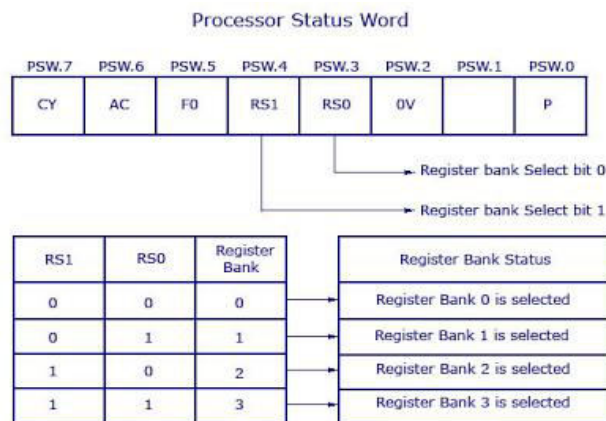 Processor Status Word
PSW.7 PSW.6 PSW.5 PSW.4 PSW.3 PSW.2 PSW.1 PSW.0
CY AC F0 RS1 RS0 0V P
Register bank Select bit 0
Register bank Select bit 1
RS1 RS0 Register Bank Register Bank Status
0 0 0 Register Bank 0 is selected
0 1 1 Register Bank 1 is selected
1 0 2 Register Bank 2 is selected
1 1 3 Register Bank 3 is selected